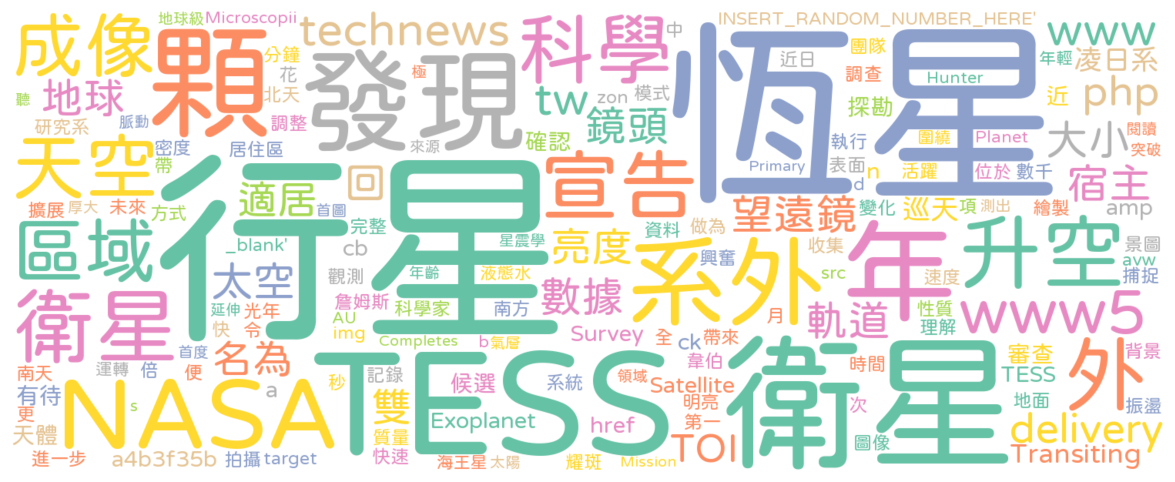 地球級 Microscopii
INSERT_RANDOM_NUMBER_HERE'
成像 顆 分鐘 technews 科學 中 恆星 團隊 www
地球 花 發現 近日 調查 Hunter 年輕 凌日系
聽 北天 極 tw zon 模式 探勘 近 php
研究系 脈動 調整 來源 確認 鏡頭 圍繞 Planet 大小 閱讀
天空 密度 居住區 執行 突破
帶 行星 回 宣告 Primary 表面 n 活躍 位於 數千 宿主
擴展 厚大 未來 方式 適居 首圖 望遠鏡 d 變化 巡天 項 測出 繪製 amp
區域 _blank' 完整 cb 星震學 亮度 資料 做為 收集 年 升空 景圖
太空 觀測 年齡 液態水 系外 興奮 src 速度 avw 捕捉
衛星 延伸 光年 詹姆斯 科學家 南方 數據 月 軌道 性質 www5
快 令 AU img Completes b 氣層 Survey 全 ck 帶來 理解
南天 運轉 倍 首度 便 名為 TESS 韋伯 衛星 時間 審查 外 背景
有待 NASA 秒 記錄 候選 系統 領域 Satellite TESS
更 s a 雙 Exoplanet href 明亮 次 地面 振盪
天體 質量 第一 圖像 delivery
進一步 a4b3f35b 拍攝 target 快速 海王星 太陽 耀斑 Mission TOI Transiting